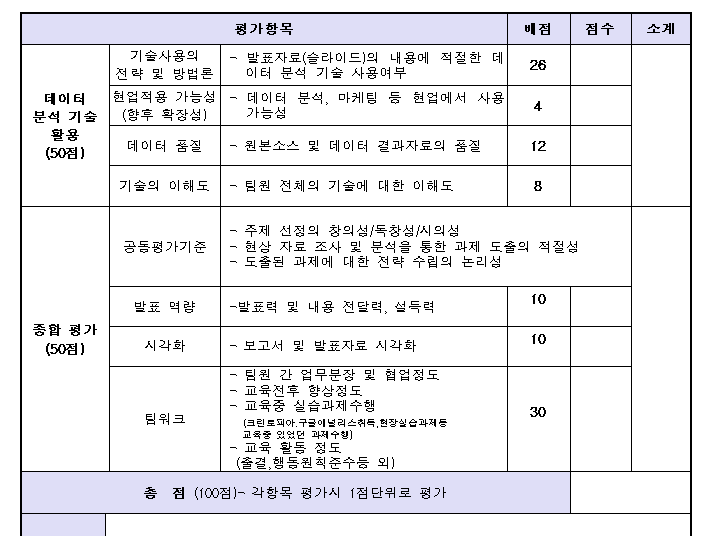 평가항목 배점 점수 소계
데이터
분석 기술
활용
(50점)
기술사용의
전략 및 방법론
- 발표자료(슬라이드)의 내용에 적절한 데
이터 분석 기술 사용여부
26
현업적용 가능성
(향후 확장성)
- 데이터 분석, 마케팅 등 현업에서 사용
가능성
4
데이터 품질
- 원본소스 및 데이터 결과자료의 품질
12
기술의 이해도
- 팀원 전체의 기술에 대한 이해도
8
종합 평가
(50점)
공통평가기준
- 주제 선정의 창의성/독창성/시의성
- 현상 자료 조사 및 분석을 통한 과제 도출의 적절성
- 도출된 과제에 대한 전략 수립의 논리성
발표 역량
-발표력 및 내용 전달력, 설득력
10
시각화
- 보고서 및 발표자료 시각화
10
팀워크
- 팀원 간 업무분장 및 협업정도
- 교육전후 향상정도
- 교육중 실습과제수행
(크린토피아,구글애널리스취득,현장실습과제등
교육중 있었던 과제수행)
- 교육 활동 정도
(출결,행동원칙준수등 외)
30
총 점 (100점)- 각항목 평가시 1점단위로 평가